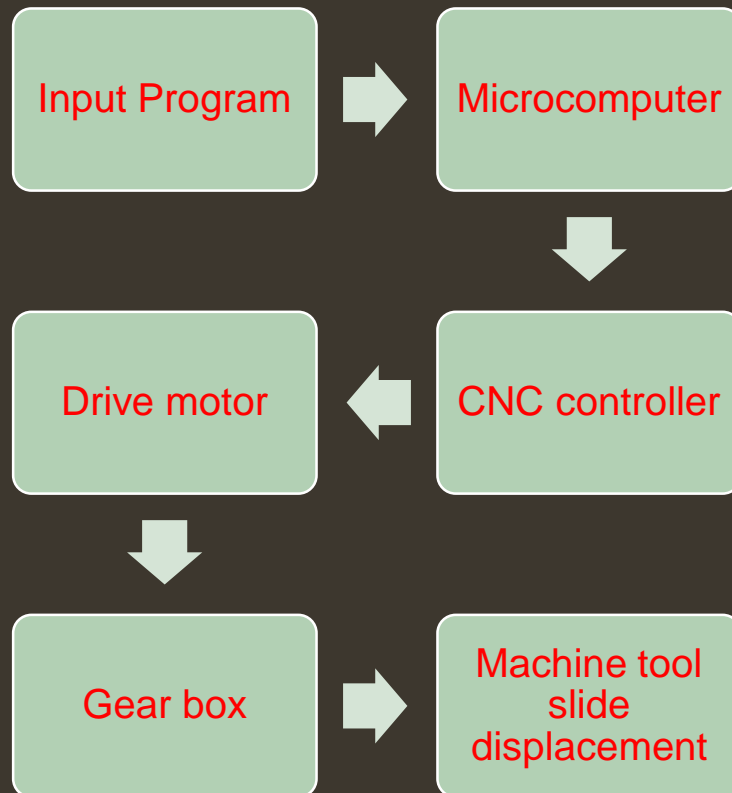 Input Program
Microcomputer
CNC controller
Drive motor
Gear box
Machine tool
slide
displacement